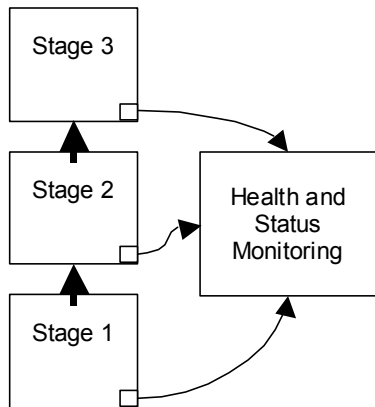 Stage 3
Stage 2
Health and
Status
Monitoring
Stage 1